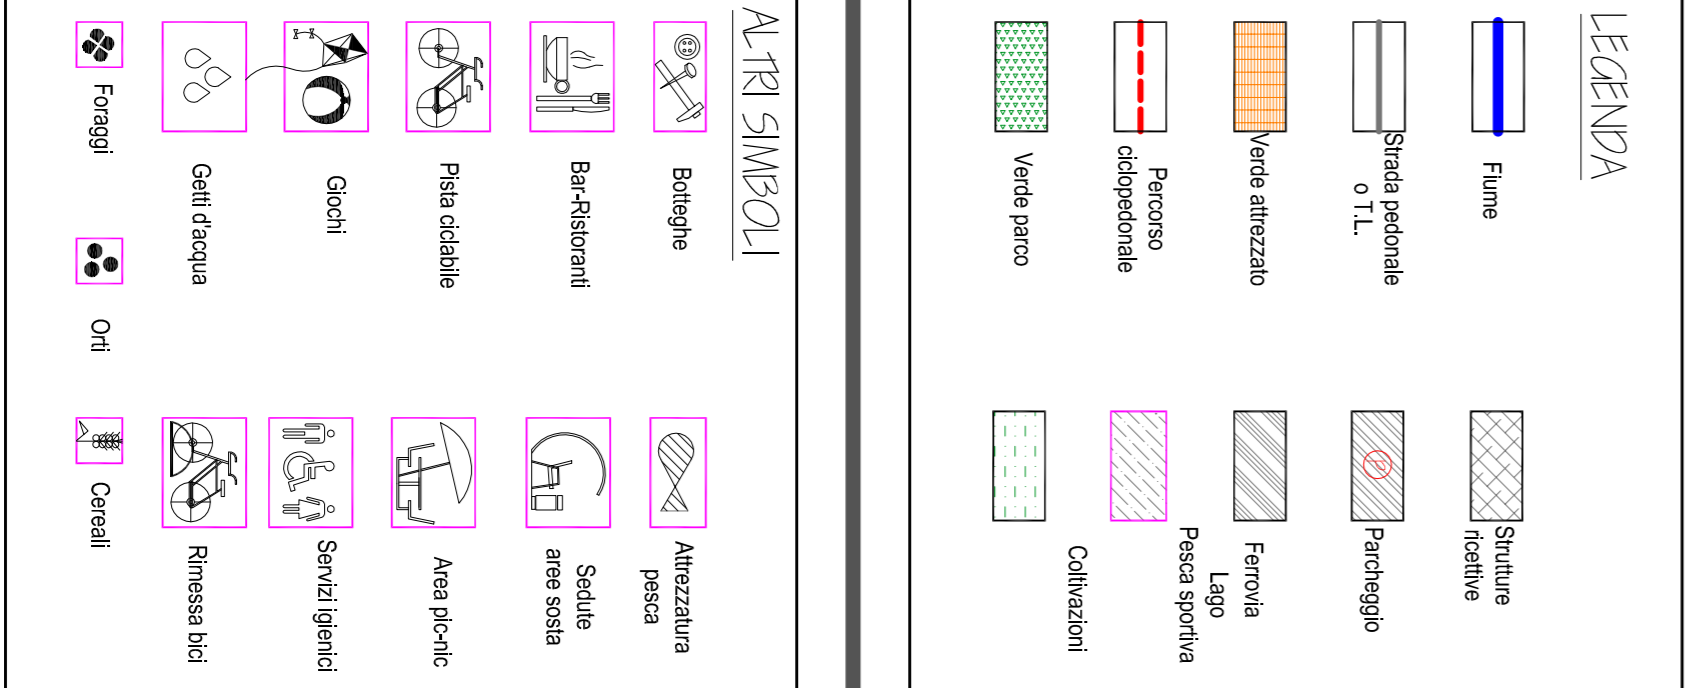 LEGENDA
Fiume
Strada pedonale
o T.L.
Verde attrezzato
Percorso
ciclopedonale
Verde parco
Strutture
ricettive
P
Parcheggio
Ferrovia
Lago
Pesca sportiva
Coltivazioni
ALTRI SIMBOLI
Botteghe
Bar-Ristoranti
Pista ciclabile
Giochi
Getti d'acqua
Attrezzatura
pesca
Sedute
aree sosta
Area pic-nic
Servizi igienici
Rimessa bici
Foraggi
Orti
Cereali